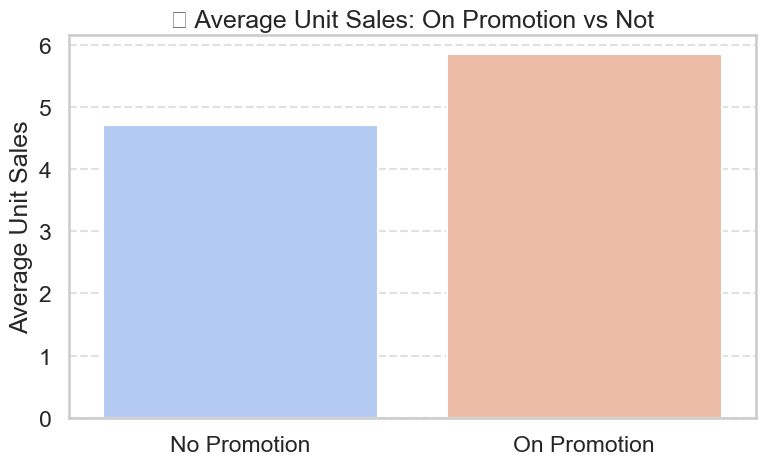 Average Unit Sales: On Promotion vs Not
6
5
4
3
2
1
0
Average Unit Sales
No Promotion
On Promotion